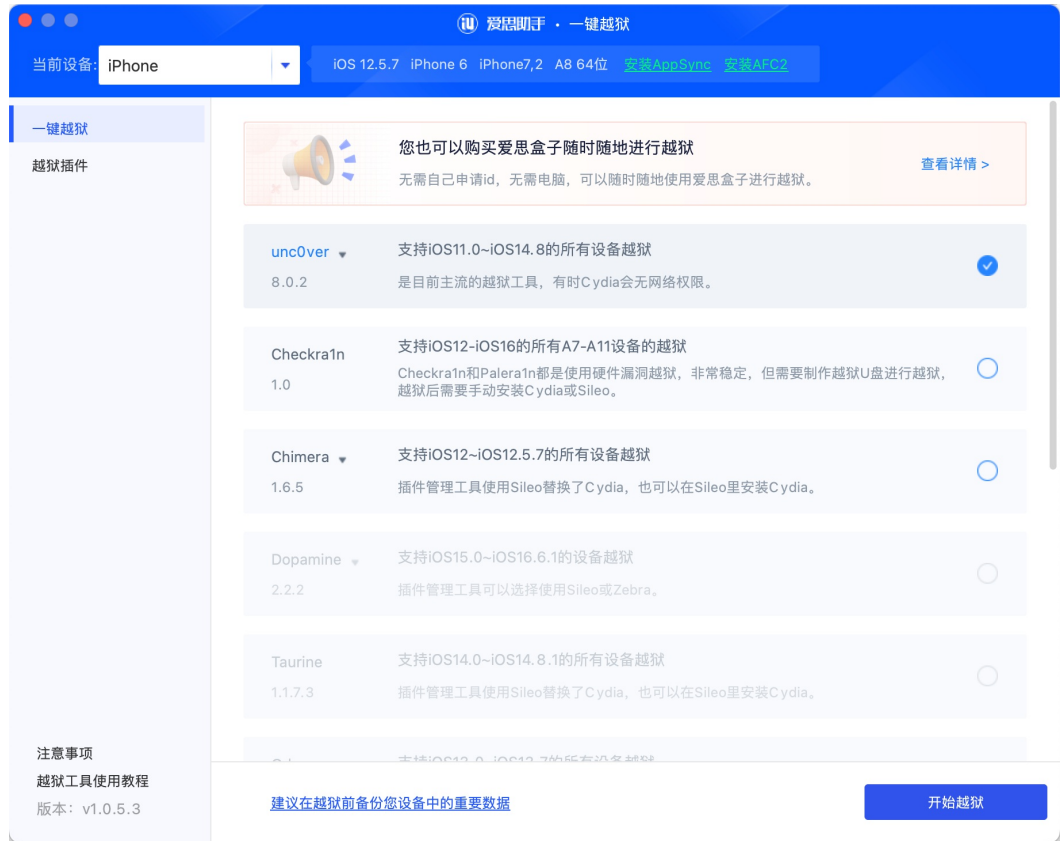 爱思助手 · 一键越狱
当前设备: iPhone
iOS 12.5.7 iPhone 6 iPhone7,2 A8 64位 安装AppSync 安装AFC2
一键越狱
越狱插件
您也可以购买爱思盒子随时随地进行越狱
无需自己申请id，无需电脑，可以随时随地使用爱思盒子进行越狱。
查看详情 >
unc0ver
8.0.2
支持iOS11.0~iOS14.8的所有设备越狱
是目前主流的越狱工具，有时Cydia会无网络权限。
Checkra1n
1.0
支持iOS12-iOS16的所有A7-A11设备的越狱
Checkra1n和Palera1n都是使用硬件漏洞越狱，非常稳定，但需要制作越狱U盘进行越狱，
越狱后需要手动安装Cydia或Sileo。
Chimera
1.6.5
支持iOS12~iOS12.5.7的所有设备越狱
插件管理工具使用Sileo替换了Cydia，也可以在Sileo里安装Cydia。
Dopamine
2.2.2
支持iOS15.0~iOS16.6.1的设备越狱
插件管理工具可以选择使用Sileo或Zebra。
Taurine
1.1.7.3
支持iOS14.0~iOS14.8.1的所有设备越狱
插件管理工具使用Sileo替换了Cydia，也可以在Sileo里安装Cydia。
注意事项
越狱工具使用教程
版本： v1.0.5.3
建议在越狱前备份您设备中的重要数据
开始越狱